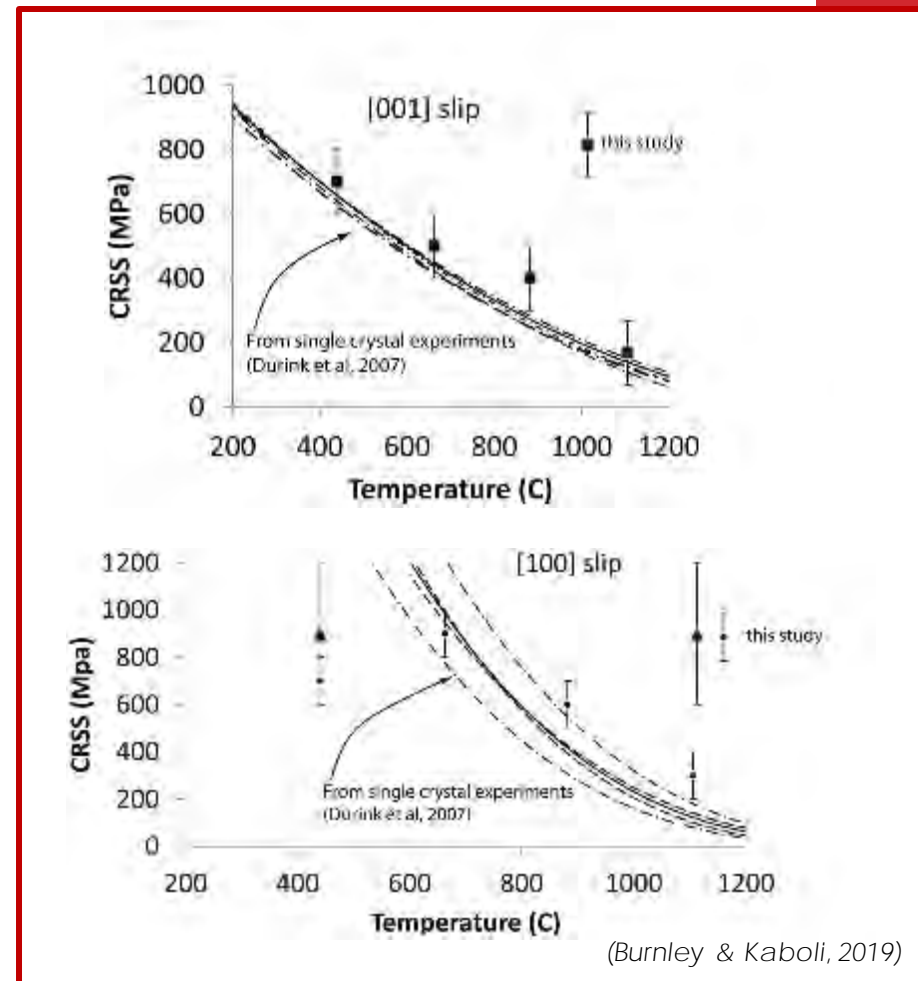 1000
[001] slip
800
this study
CRSS (MPa)
600
400
200
From single crystal experiments
(Durink et al, 2007)
0
200 400 600 800 1000 1200
Temperature (C)
1200
[100] slip
1000
800
this study
CRSS (Mpa)
600
400
From single crystal experiments
(Durink et al, 2007)
200
0
200 400 600 800 1000 1200
Temperature (C)
(Burnley & Kaboli, 2019)